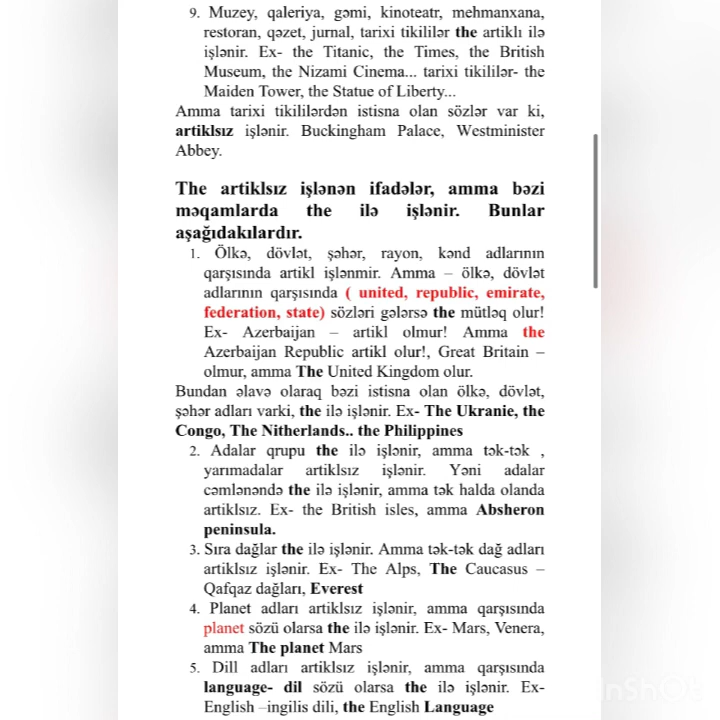 9. Muzey, qaleriya, gəmi, kinoteatr, mehmanxana,
restoran, qəzet, jurnal, tarixi tikililər the artiklı ilə
işlənir. Ex- the Titanic, the Times, the British
Museum, the Nizami Cinema... tarixi tikililər- the
Maiden Tower, the Statue of Liberty...
Amma tarixi tikililərdən istisna olan sözlər var ki,
artiklsız işlənir. Buckingham Palace, Westminister
Abbey.
The artiklsız işlənən ifadələr, amma bəzi
məqamlarda the ilə işlənir. Bunlar
aşağıdakılardır.
1. Ölkə, dövlət, şəhər, rayon, kənd adlarının
qarşısında artikl işlənmir. Amma – ölkə, dövlət
adlarının qarşısında ( united, republic, emirate,
federation, state) sözləri gələrsə the mütləq olur!
Ex- Azerbaijan – artikl olmur! Amma the
Azerbaijan Republic artikl olur!, Great Britain –
olmur, amma The United Kingdom olur.
Bundan əlavə olaraq bəzi istisna olan ölkə, dövlət,
şəhər adları varki, the ilə işlənir. Ex- The Ukranie, the
Congo, The Nitherlands.. the Philippines
2. Adalar qrupu the ilə işlənir, amma tək-tək ,
yarımadalar artiklsız işlənir. Yəni adalar
cəmlənəndə the ilə işlənir, amma tək halda olanda
artiklsız. Ex- the British isles, amma Absheron
peninsula.
3. Sıra dağlar the ilə işlənir. Amma tək-tək dağ adları
artiklsız işlənir. Ex- The Alps, The Caucasus –
Qafqaz dağları, Everest
4. Planet adları artiklsız işlənir, amma qarşısında
planet sözü olarsa the ilə işlənir. Ex- Mars, Venera,
amma The planet Mars
5. Dill adları artiklsız işlənir, amma qarşısında
language- dil sözü olarsa the ilə işlənir. Ex-
English –ingilis dili, the English Language
InShOt